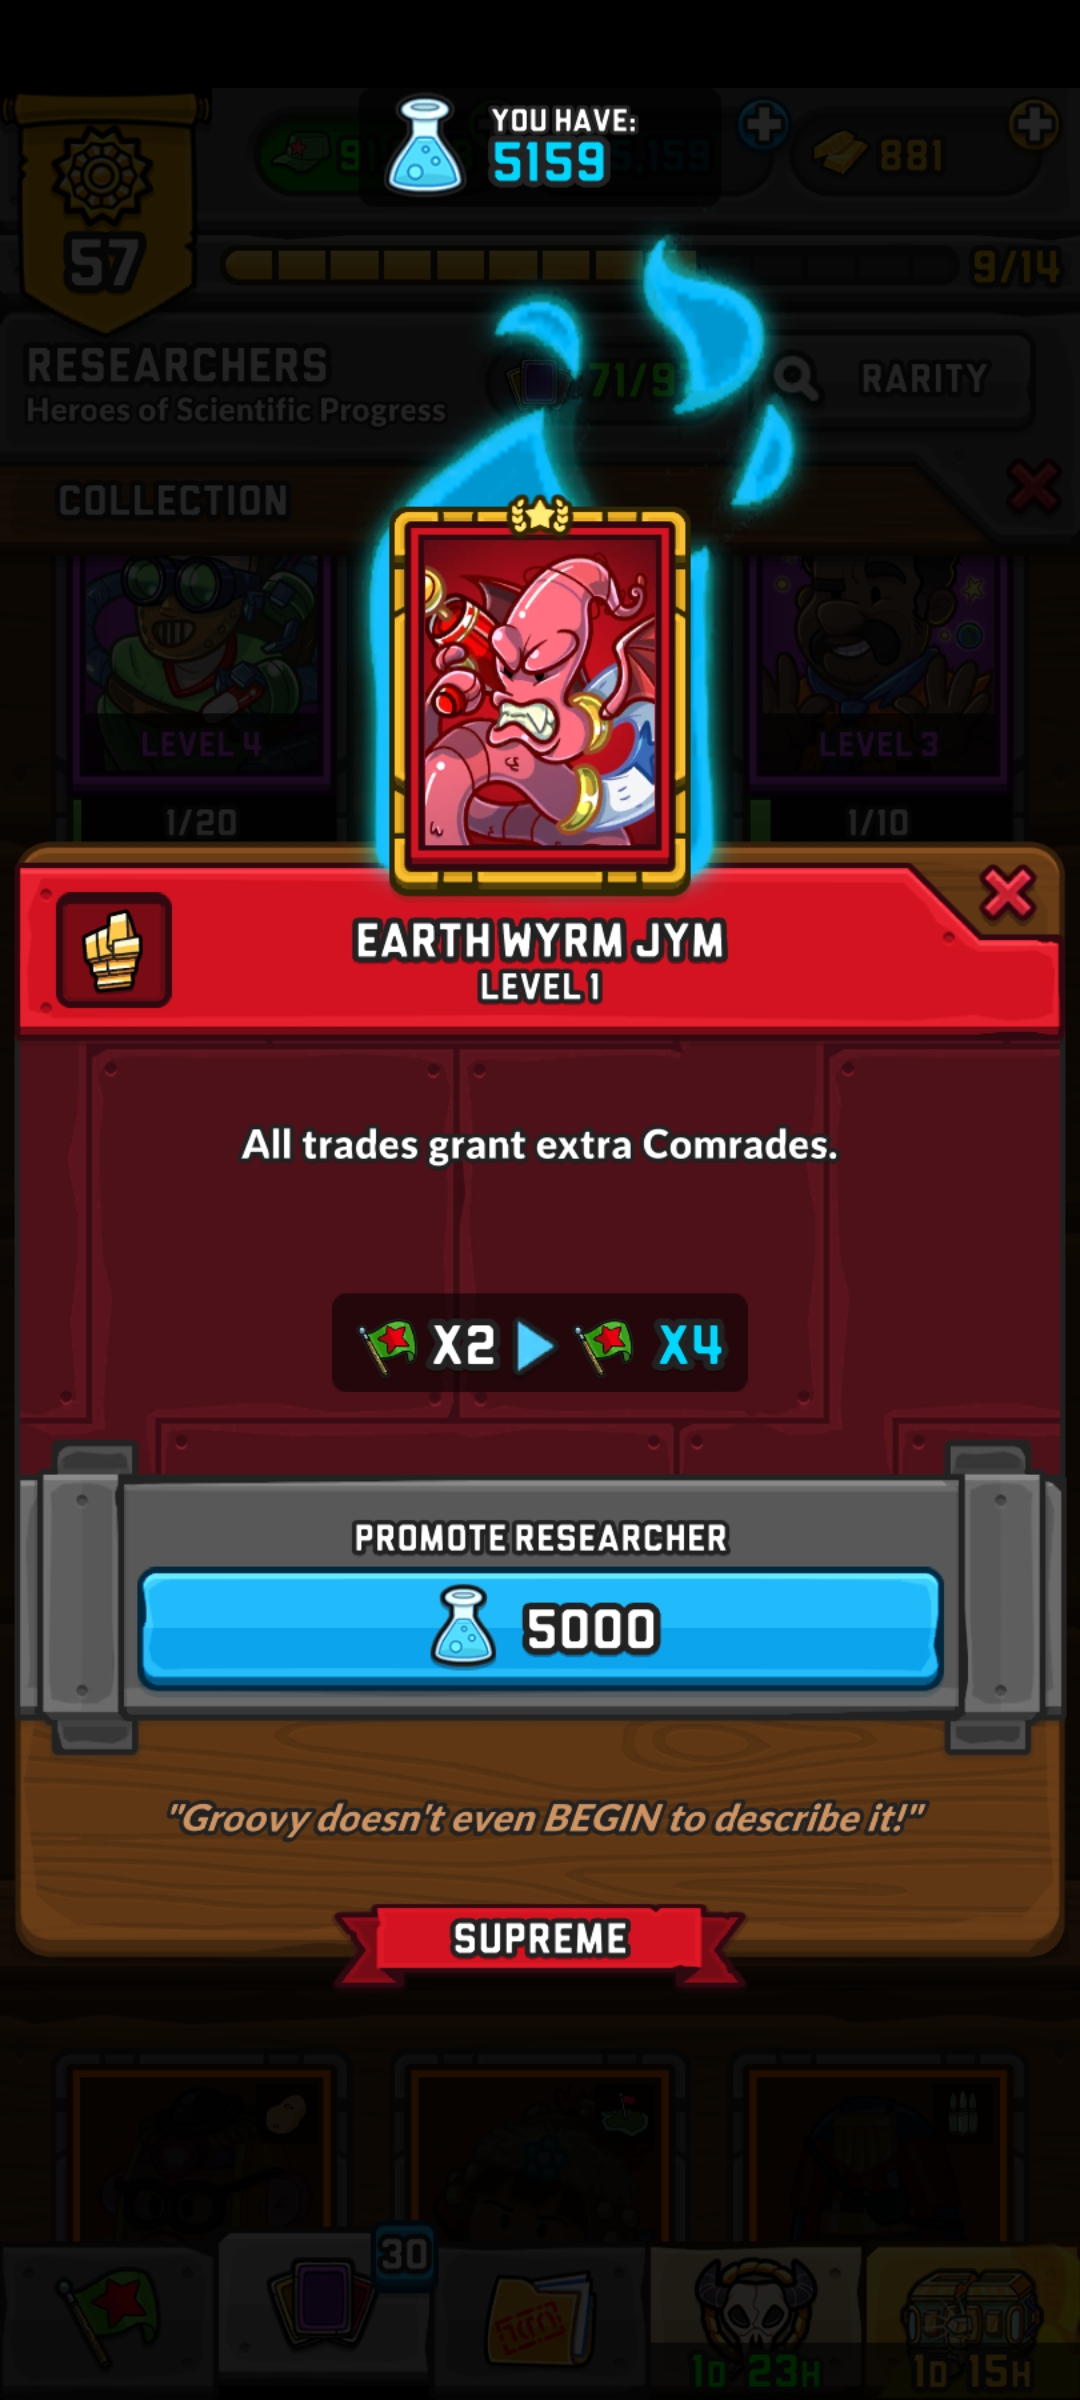 YOU HAVE:
5159
881
57
9/14
RESEARCHERS
Heroes of Scientific Progress
RARITY
COLLECTION
LEVEL 4
LEVEL 3
1/20
1/10
EARTH WYRM JYM
LEVEL 1
All trades grant extra Comrades.
X2
X4
PROMOTE RESEARCHER
5000
"Groovy doesn't even BEGIN to describe it!"
SUPREME
30
1D 23H
1D 15H